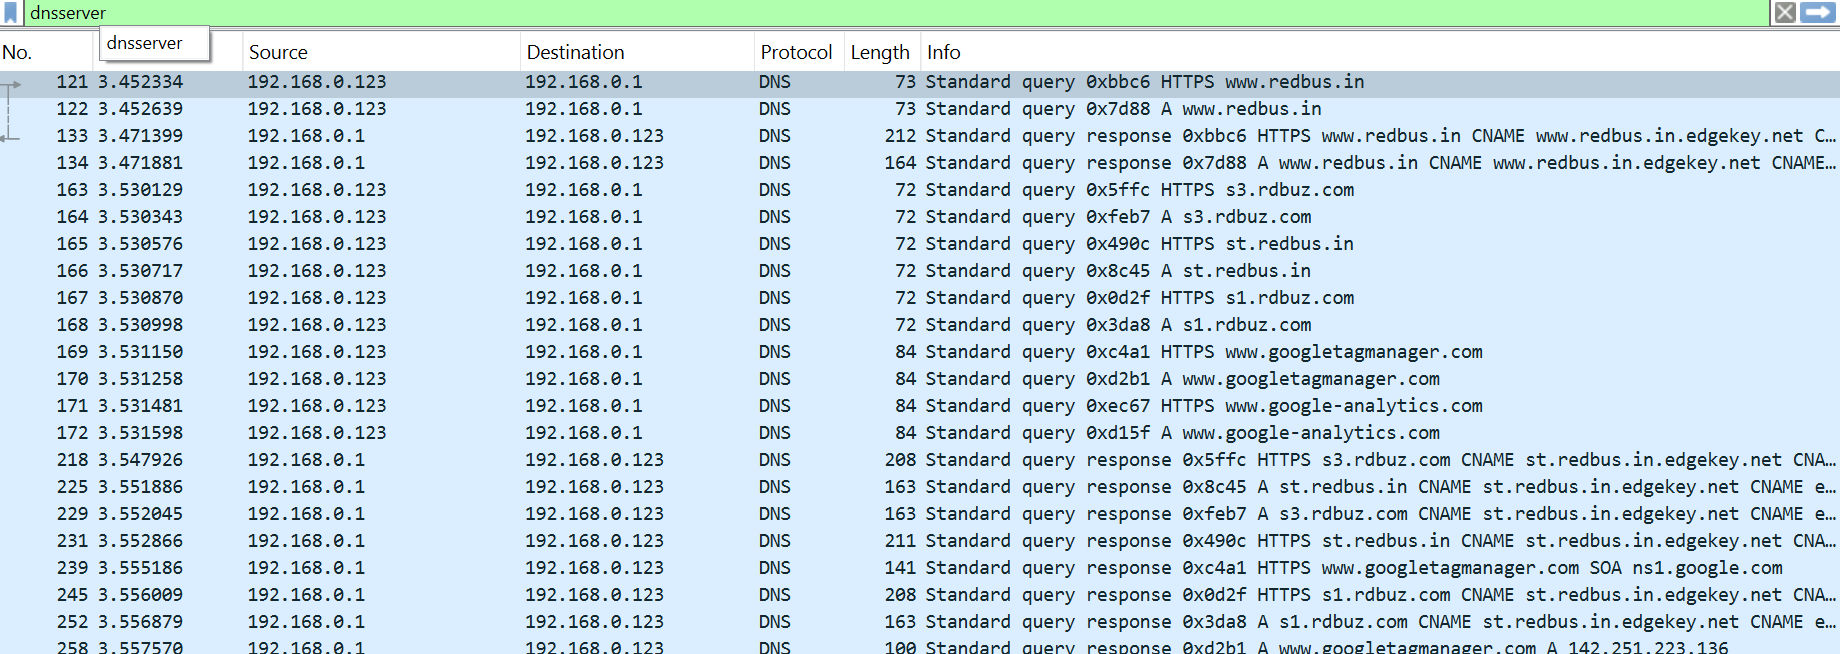 dnsserver
dnsserver
No. Source Destination Protocol Length Info
121 3.452334 192.168.0.123 192.168.0.1 DNS 73 Standard query 0xbbc6 HTTPS www.redbus.in
122 3.452639 192.168.0.123 192.168.0.1 DNS 73 Standard query 0x7d88 A www.redbus.in
133 3.471399 192.168.0.1 192.168.0.123 DNS 212 Standard query response 0xbbc6 HTTPS www.redbus.in CNAME www.redbus.in.edgekey.net C…
134 3.471881 192.168.0.1 192.168.0.123 DNS 164 Standard query response 0x7d88 A www.redbus.in CNAME www.redbus.in.edgekey.net CNAME…
163 3.530129 192.168.0.123 192.168.0.1 DNS 72 Standard query 0x5ffc HTTPS s3.rdbuz.com
164 3.530343 192.168.0.123 192.168.0.1 DNS 72 Standard query 0xfeb7 A s3.rdbuz.com
165 3.530576 192.168.0.123 192.168.0.1 DNS 72 Standard query 0x490c HTTPS st.redbus.in
166 3.530717 192.168.0.123 192.168.0.1 DNS 72 Standard query 0x8c45 A st.redbus.in
167 3.530870 192.168.0.123 192.168.0.1 DNS 72 Standard query 0x0d2f HTTPS s1.rdbuz.com
168 3.530998 192.168.0.123 192.168.0.1 DNS 72 Standard query 0x3da8 A s1.rdbuz.com
169 3.531150 192.168.0.123 192.168.0.1 DNS 84 Standard query 0xc4a1 HTTPS www.googletagmanager.com
170 3.531258 192.168.0.123 192.168.0.1 DNS 84 Standard query 0xd2b1 A www.googletagmanager.com
171 3.531481 192.168.0.123 192.168.0.1 DNS 84 Standard query 0xec67 HTTPS www.google-analytics.com
172 3.531598 192.168.0.123 192.168.0.1 DNS 84 Standard query 0xd15f A www.google-analytics.com
218 3.547926 192.168.0.1 192.168.0.123 DNS 208 Standard query response 0x5ffc HTTPS s3.rdbuz.com CNAME st.redbus.in.edgekey.net CNA…
225 3.551886 192.168.0.1 192.168.0.123 DNS 163 Standard query response 0x8c45 A st.redbus.in CNAME st.redbus.in.edgekey.net CNAME e…
229 3.552045 192.168.0.1 192.168.0.123 DNS 163 Standard query response 0xfeb7 A s3.rdbuz.com CNAME st.redbus.in.edgekey.net CNAME e…
231 3.552866 192.168.0.1 192.168.0.123 DNS 211 Standard query response 0x490c HTTPS st.redbus.in CNAME st.redbus.in.edgekey.net CNA…
239 3.555186 192.168.0.1 192.168.0.123 DNS 141 Standard query response 0xc4a1 HTTPS www.googletagmanager.com SOA ns1.google.com
245 3.556009 192.168.0.1 192.168.0.123 DNS 208 Standard query response 0x0d2f HTTPS s1.rdbuz.com CNAME st.redbus.in.edgekey.net CNA…
252 3.556879 192.168.0.1 192.168.0.123 DNS 163 Standard query response 0x3da8 A s1.rdbuz.com CNAME st.redbus.in.edgekey.net CNAME e…
258 3.557570 192.168.0.1 192.168.0.123 DNS 100 Standard query response 0xd2b1 A www.googletagmanager.com A 142.251.223.136